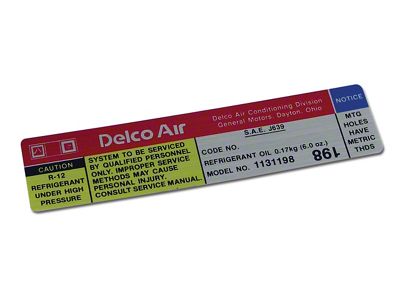 Delco Air
Delco Air Conditioning Division
General Motors, Dayton, Ohio
NOTICE
MTG
HOLES
HAVE
METRIC
THDS
CAUTION
R-12
REFRIGERANT
UNDER HIGH
PRESSURE
SYSTEM TO BE SERVICED
BY QUALIFIED PERSONNEL
ONLY. IMPROPER SERVICE
METHODS MAY CAUSE
PERSONAL INJURY.
CONSULT SERVICE MANUAL.
S.A.E. J639
CODE NO.
REFRIGERANT OIL 0.17kg (6.0 oz.)
MODEL NO. 1131198
198